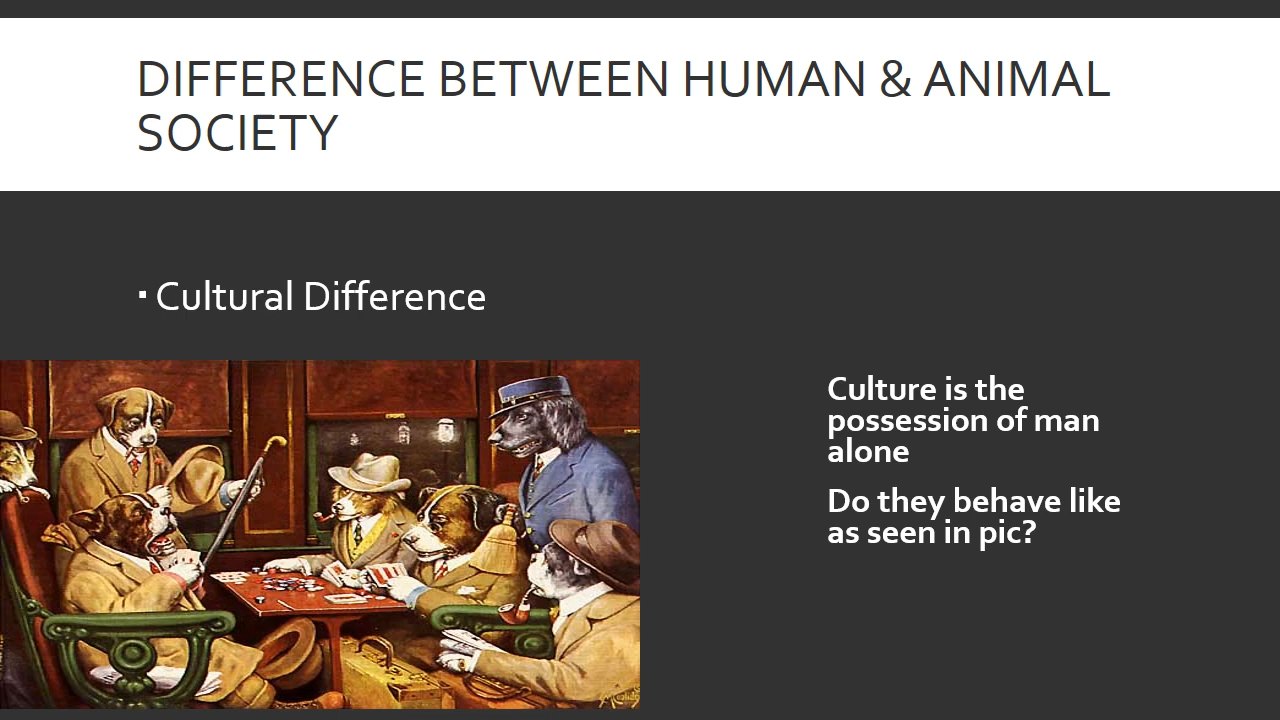 DIFFERENCE BETWEEN HUMAN & ANIMAL
SOCIETY
▪ Cultural Difference
Culture is the
possession of man
alone
Do they behave like
as seen in pic?